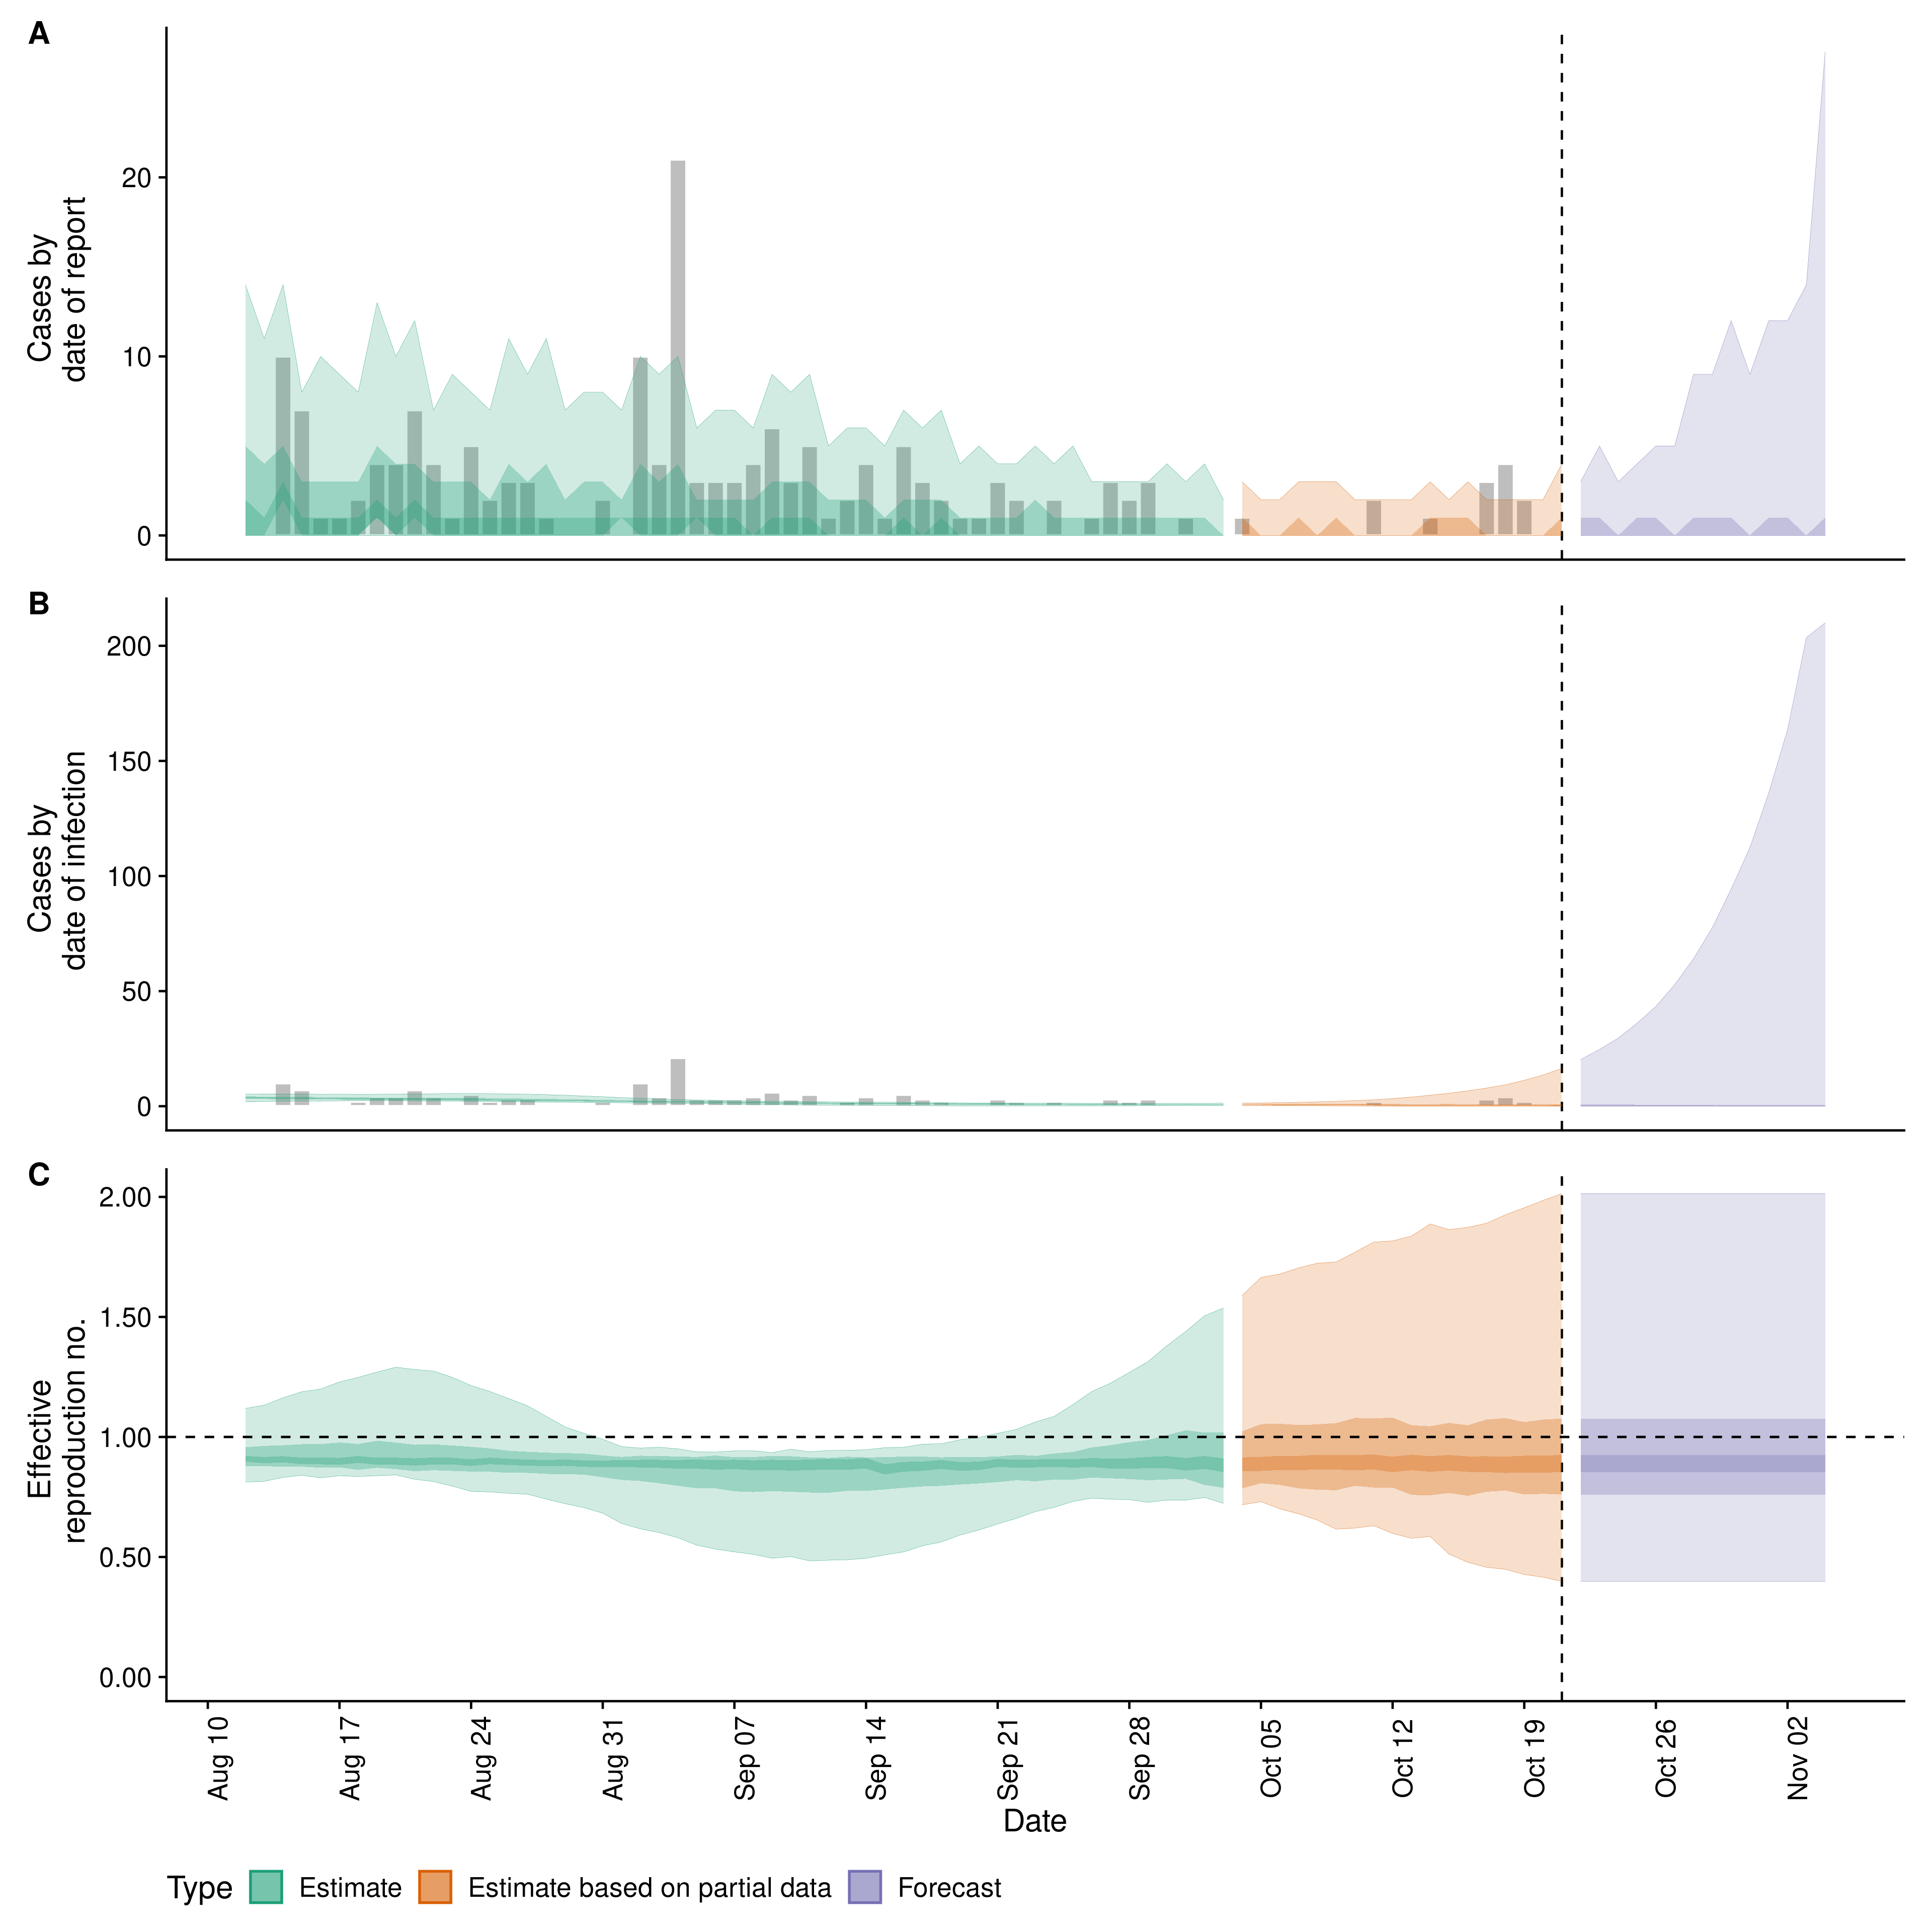 A
Cases by
date of report
20
10
0
B
Cases by
date of infection
200
150
100
50
0
C
Effective
reproduction no.
2.00
1.50
1.00
0.50
0.00
Aug 10
Aug 17
Aug 24
Aug 31
Sep 07
Sep 14
Sep 21
Sep 28
Oct 05
Oct 12
Oct 19
Oct 26
Nov 02
Date
Type Estimate Estimate based on partial data Forecast